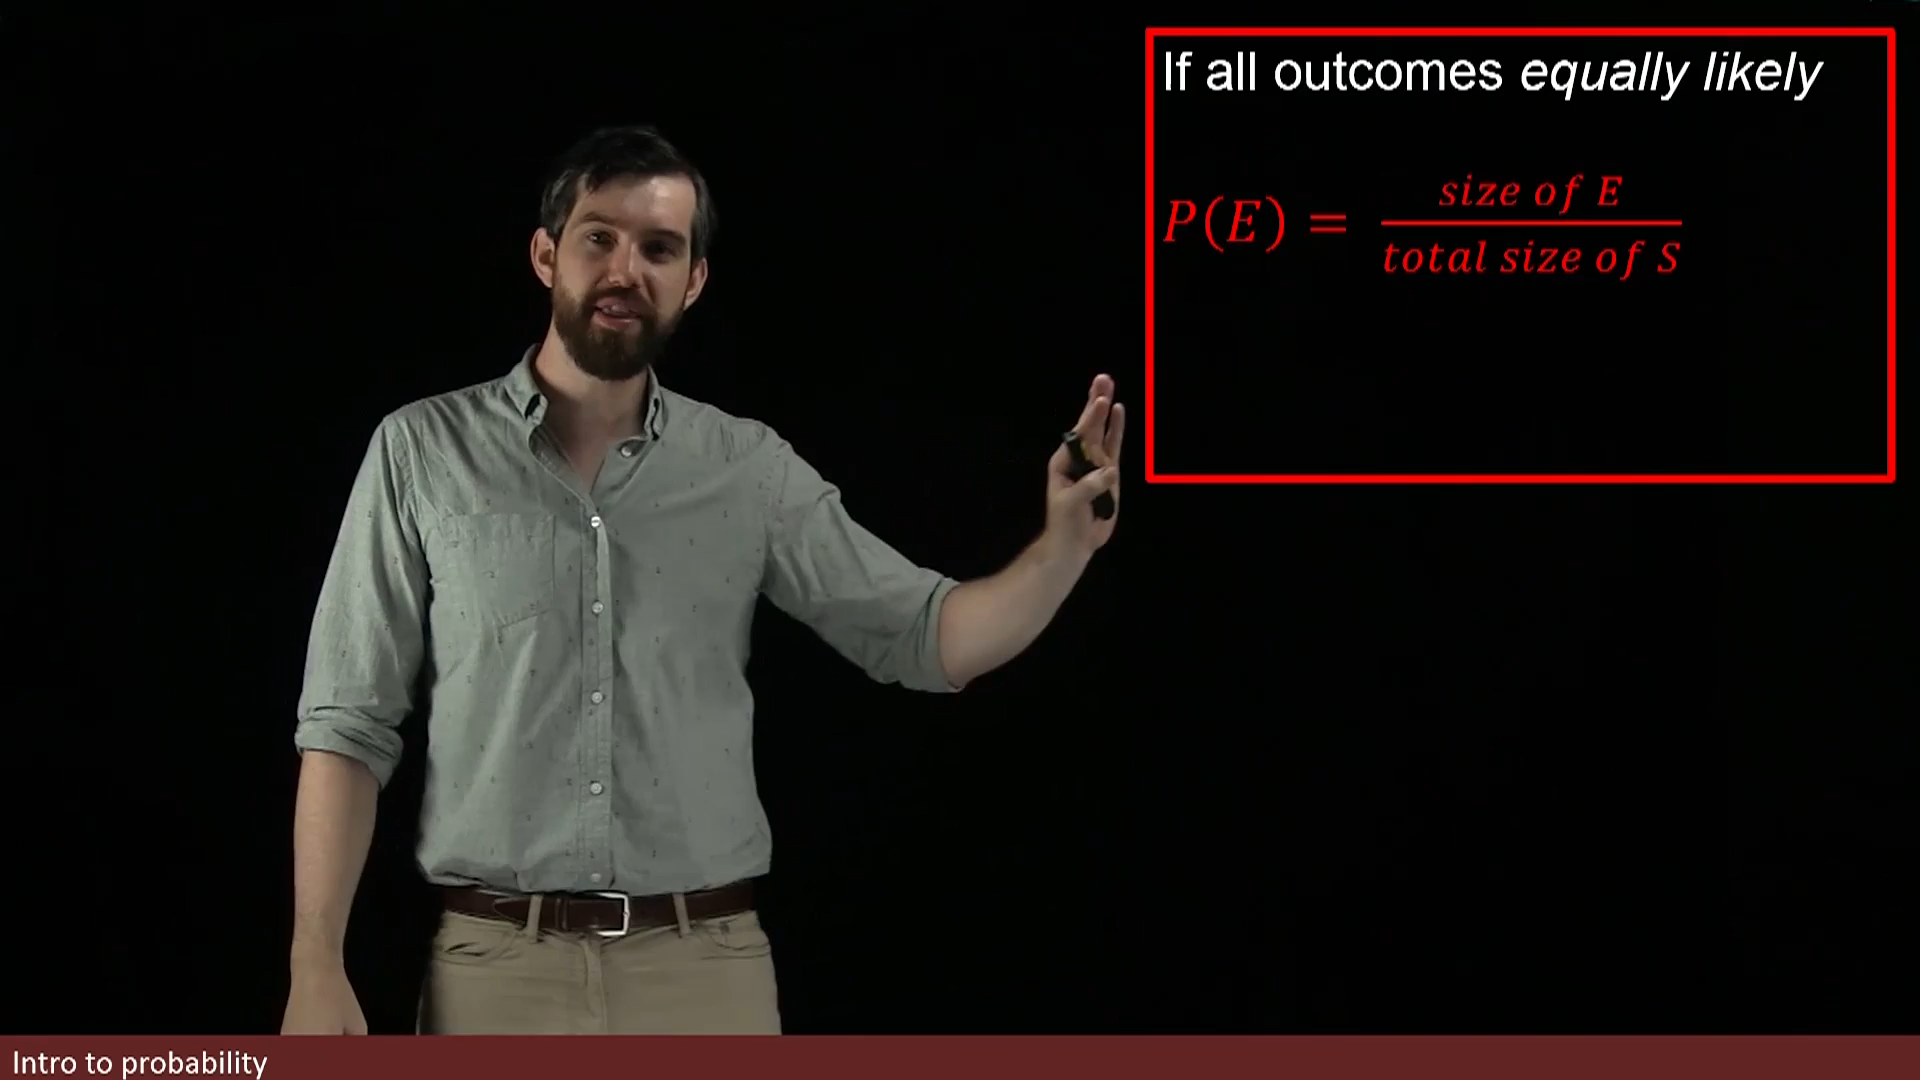 If all outcomes equally likely
P(E) = size of E / total size of S
Intro to probability